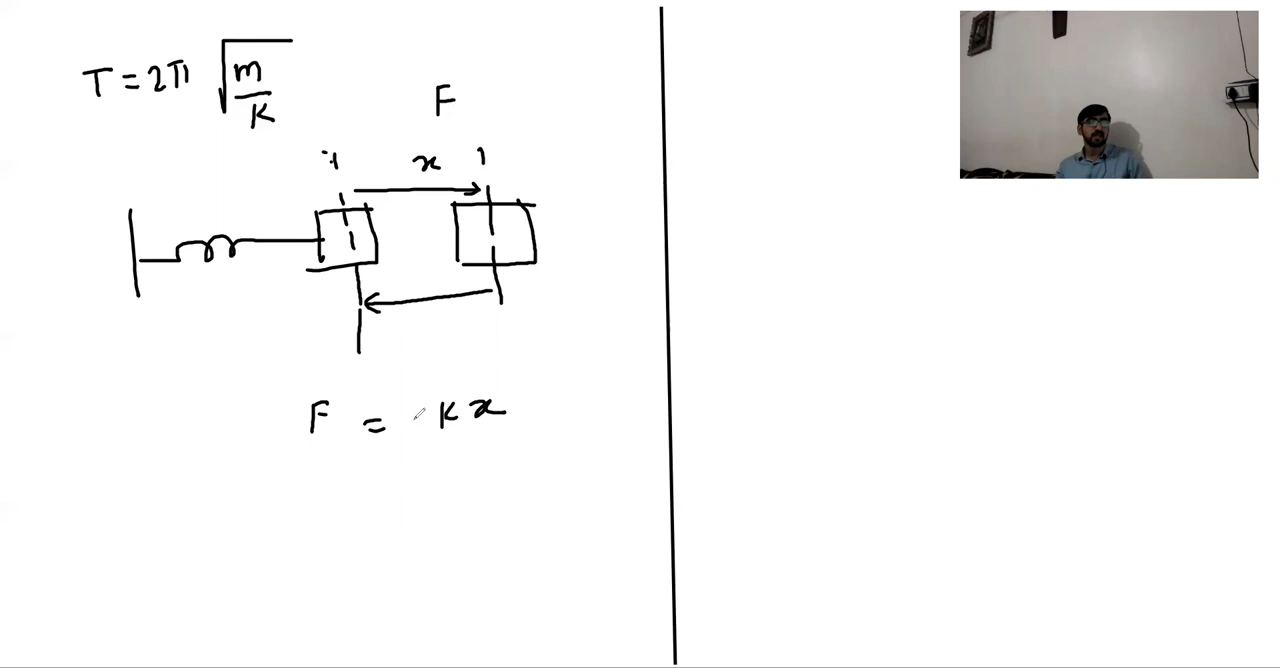 T = 2π √m/K
F
x
F = Kx